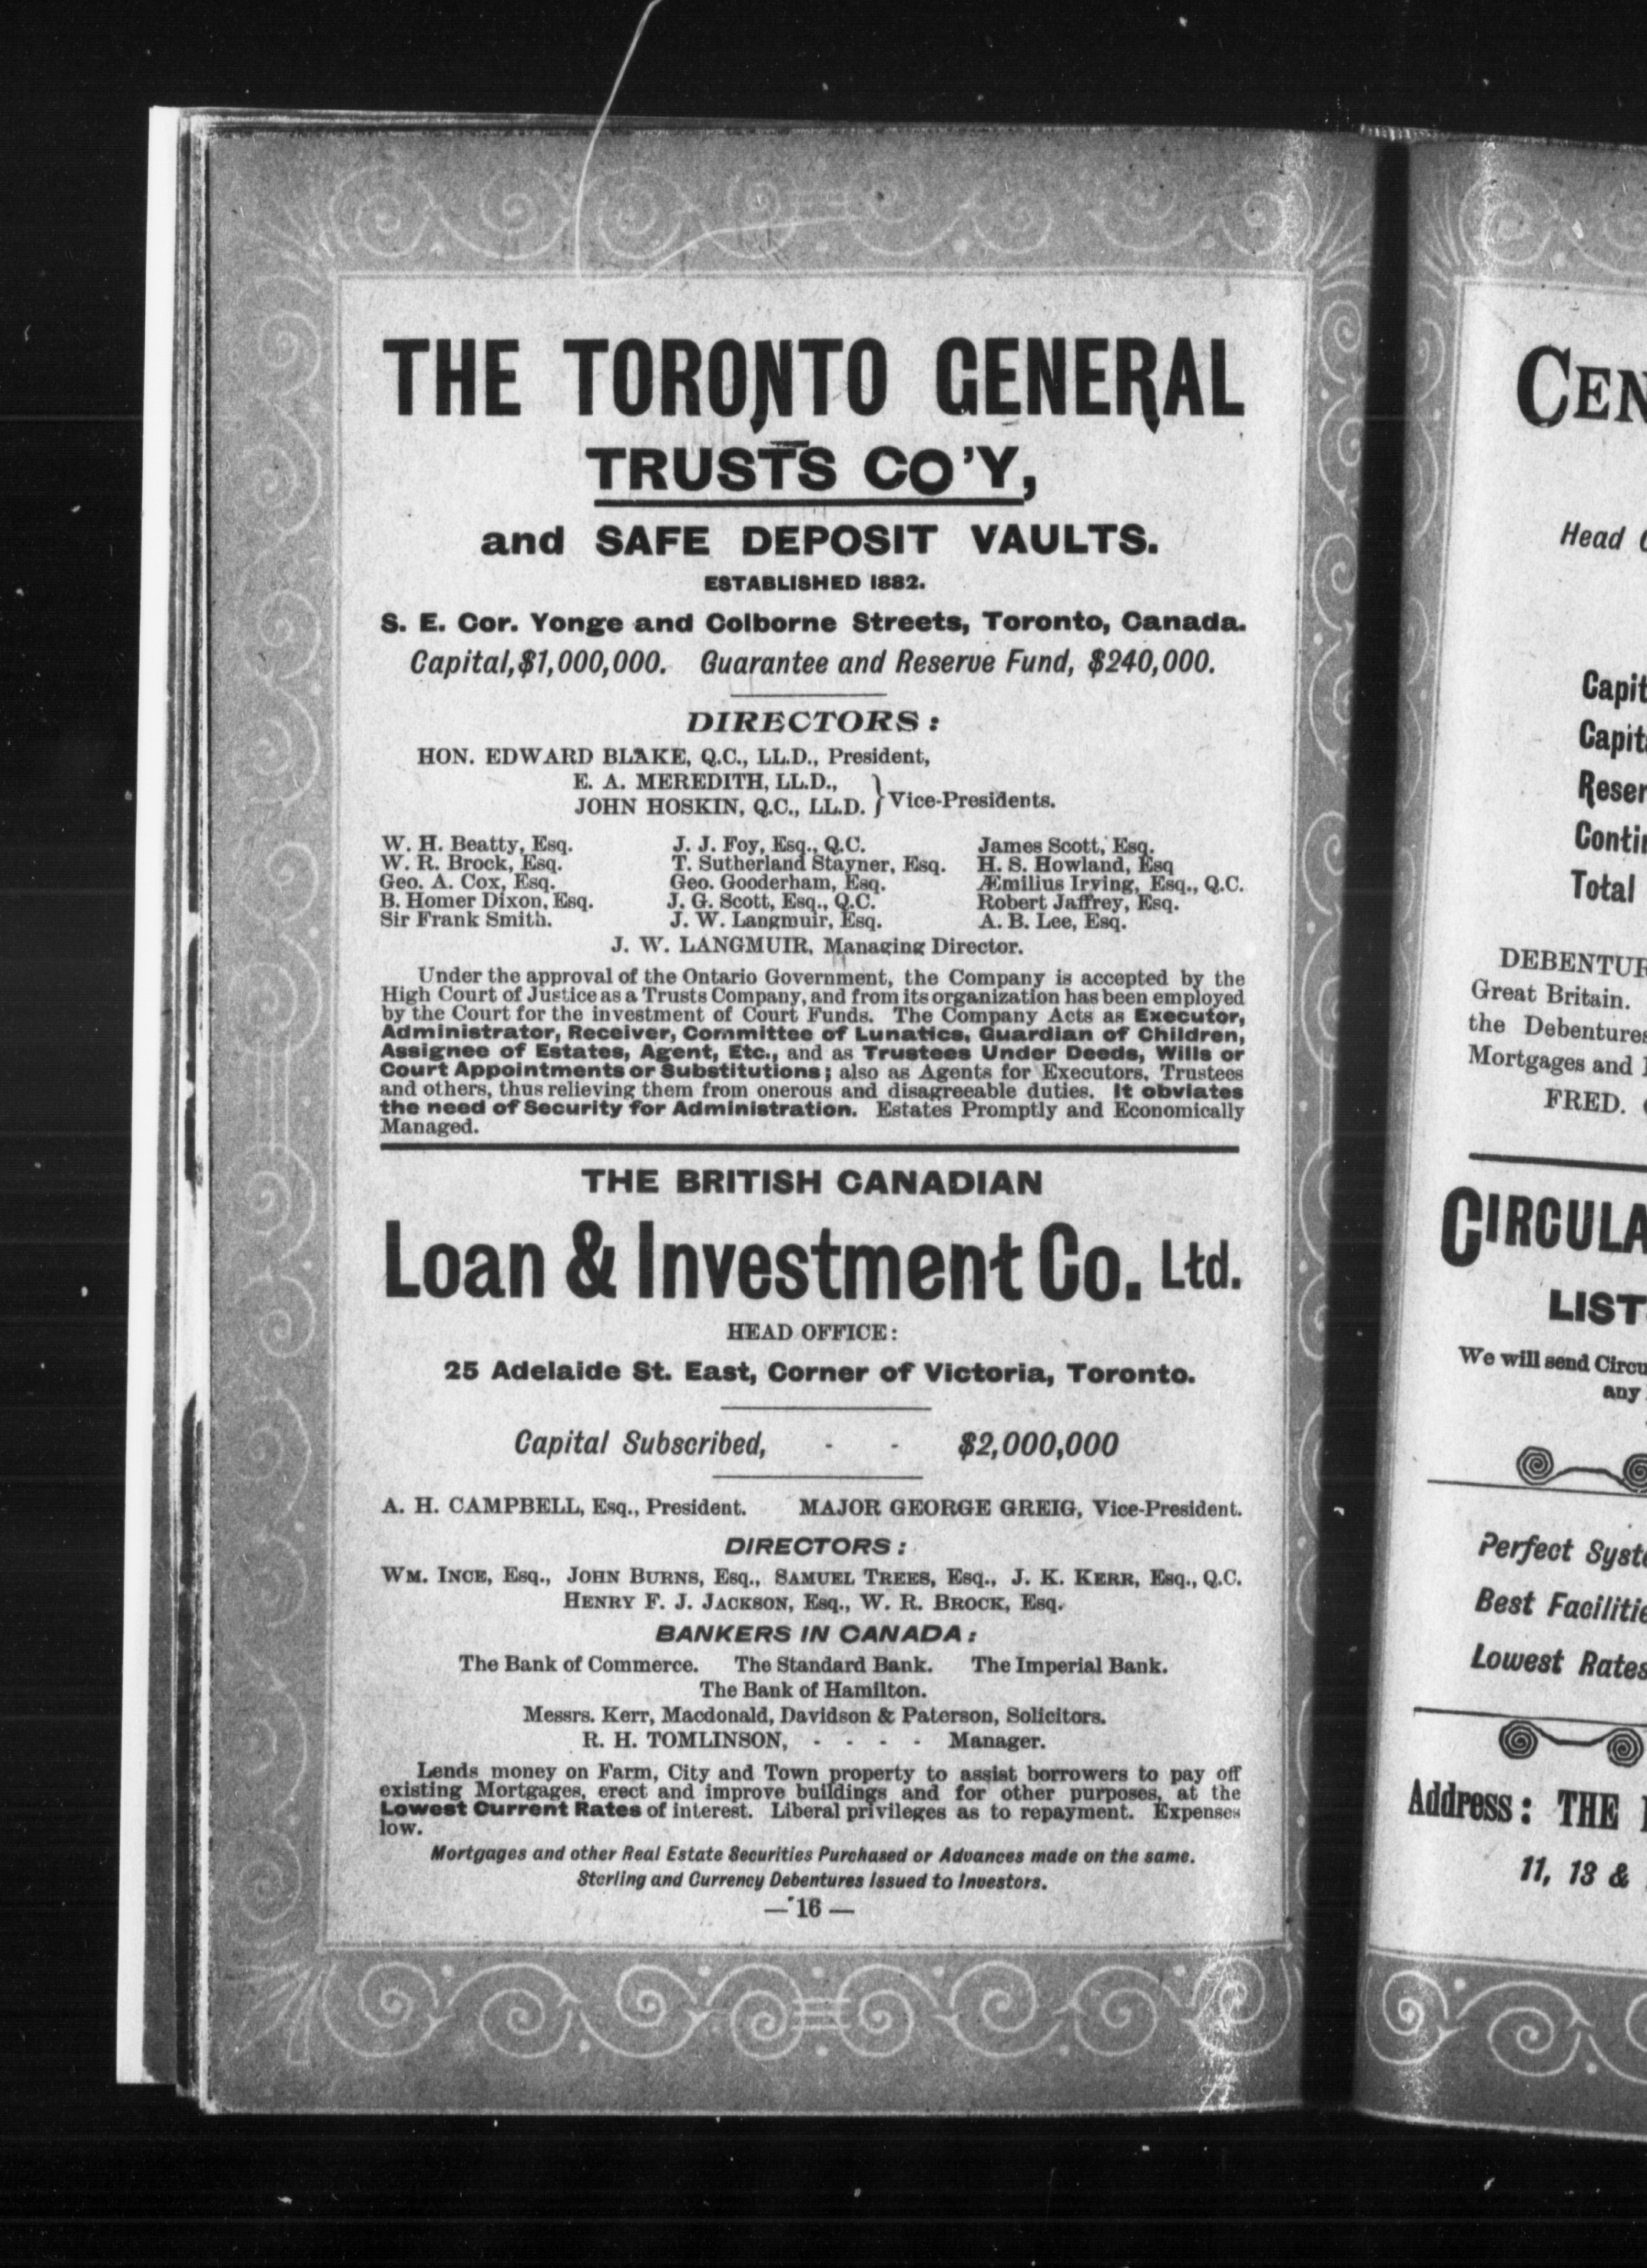 THE TORONTO GENERAL
TRUSTS CO'Y,
and SAFE DEPOSIT VAULTS.
ESTABLISHED 1882.
S. E. Cor. Yonge and Colborne Streets, Toronto, Canada.
Capital, $1,000,000. Guarantee and Reserve Fund, $240,000.
DIRECTORS:
HON. EDWARD BLAKE, Q.C., LL.D., President,
E. A. MEREDITH, LL.D.,
JOHN HOSKIN, Q.C., LL.D. } Vice-Presidents.
W. H. Beatty, Esq. J. J. Foy, Esq., Q.C. James Scott, Esq.
W. R. Brock, Esq. T. Sutherland Stayner, Esq. H. S. Howland, Esq
Geo. A. Cox, Esq. Geo. Gooderham, Esq. Æmilius Irving, Esq., Q.C.
B. Homer Dixon, Esq. J. G. Scott, Esq., Q.C. Robert Jaffrey, Esq.
Sir Frank Smith. J. W. Langmuir, Esq. A. B. Lee, Esq.
J. W. LANGMUIR, Managing Director.
Under the approval of the Ontario Government, the Company is accepted by the
High Court of Justice as a Trusts Company, and from its organization has been employed
by the Court for the investment of Court Funds. The Company Acts as Executor,
Administrator, Receiver, Committee of Lunatics, Guardian of Children,
Assignee of Estates, Agent, Etc., and as Trustees Under Deeds, Wills or
Court Appointments or Substitutions; also as Agents for Executors, Trustees
and others, thus relieving them from onerous and disagreeable duties. It obviates
the need of Security for Administration. Estates Promptly and Economically
Managed.
THE BRITISH CANADIAN
Loan & Investment Co. Ltd.
HEAD OFFICE:
25 Adelaide St. East, Corner of Victoria, Toronto.
Capital Subscribed, - - $2,000,000
A. H. CAMPBELL, Esq., President. MAJOR GEORGE GREIG, Vice-President.
DIRECTORS:
WM. INCE, Esq., JOHN BURNS, Esq., SAMUEL TREES, Esq., J. K. KERR, Esq., Q.C.
HENRY F. J. JACKSON, Esq., W. R. BROCK, Esq.
BANKERS IN CANADA:
The Bank of Commerce. The Standard Bank. The Imperial Bank.
The Bank of Hamilton.
Messrs. Kerr, Macdonald, Davidson & Paterson, Solicitors.
R. H. TOMLINSON, - - - - Manager.
Lends money on Farm, City and Town property to assist borrowers to pay off
existing Mortgages, erect and improve buildings and for other purposes, at the
Lowest Current Rates of interest. Liberal privileges as to repayment. Expenses
low.
Mortgages and other Real Estate Securities Purchased or Advances made on the same.
Sterling and Currency Debentures Issued to Investors.
— 16 —
Head
Total
Great Britain.
the Debentures
Mortgages and
FRED.
We will send
any
Perfect
Best
Lowest Rates
Address: THE
11, 13 &